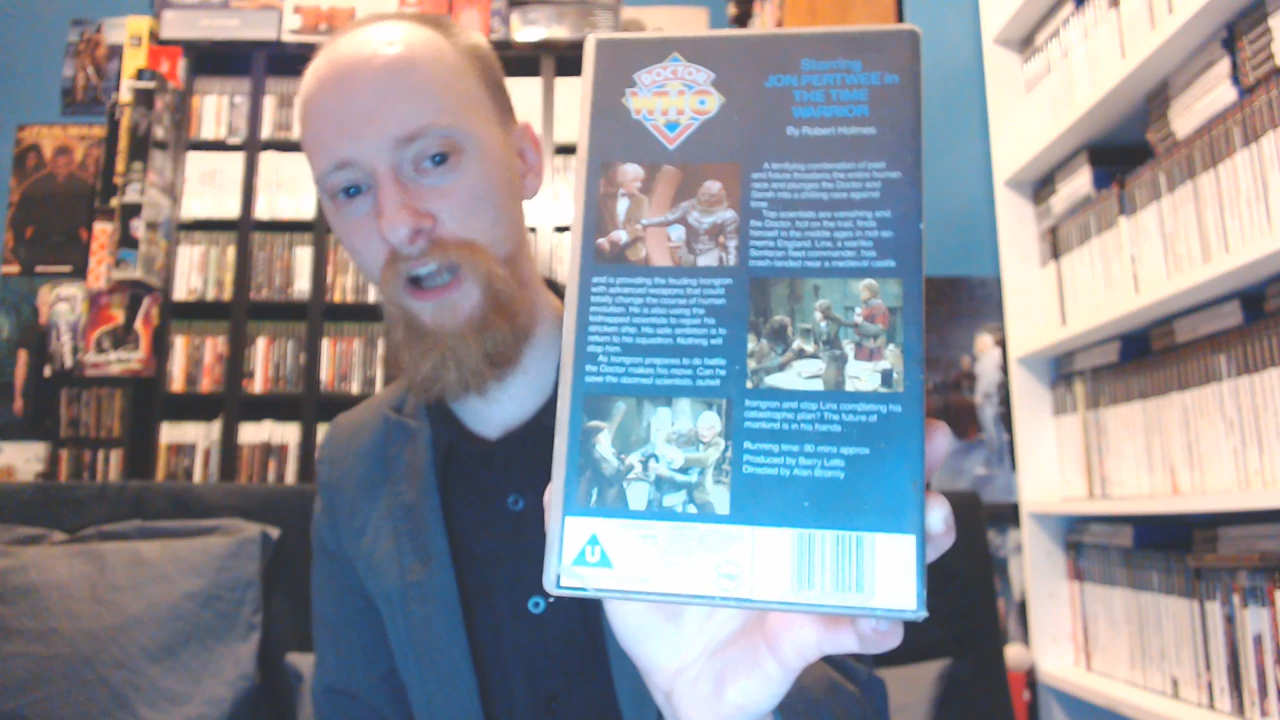 STAR WARS
DOCTOR
WHO
Starring
JON PERTWEE in
THE TIME
WARRIOR
By Robert Holmes
A terrifying combination of past
and future threatens the entire human
race and plunges the Doctor and
Sarah into a chilling race against
time...
Top scientists are vanishing and
the Doctor, hot on the trail, finds
himself in the middle ages in not-so-
merrie England. Linx, a warlike
Sontaran fleet commander, has
crash-landed near a medieval castle
and is providing the feuding Irongron
with advanced weapons that could
totally change the course of human
evolution. He is also using the
kidnapped scientists to repair his
stricken ship. His sole ambition is to
return to his squadron. Nothing will
stop him.
As Irongron prepares to do battle
the Doctor makes his move. Can he
save the doomed scientists, outwit
Irongron and stop Linx completing his
catastrophic plan? The future of
mankind is in his hands.
Running time: 90 mins approx
Produced by Barry Letts
Directed by Alan Bromly
U